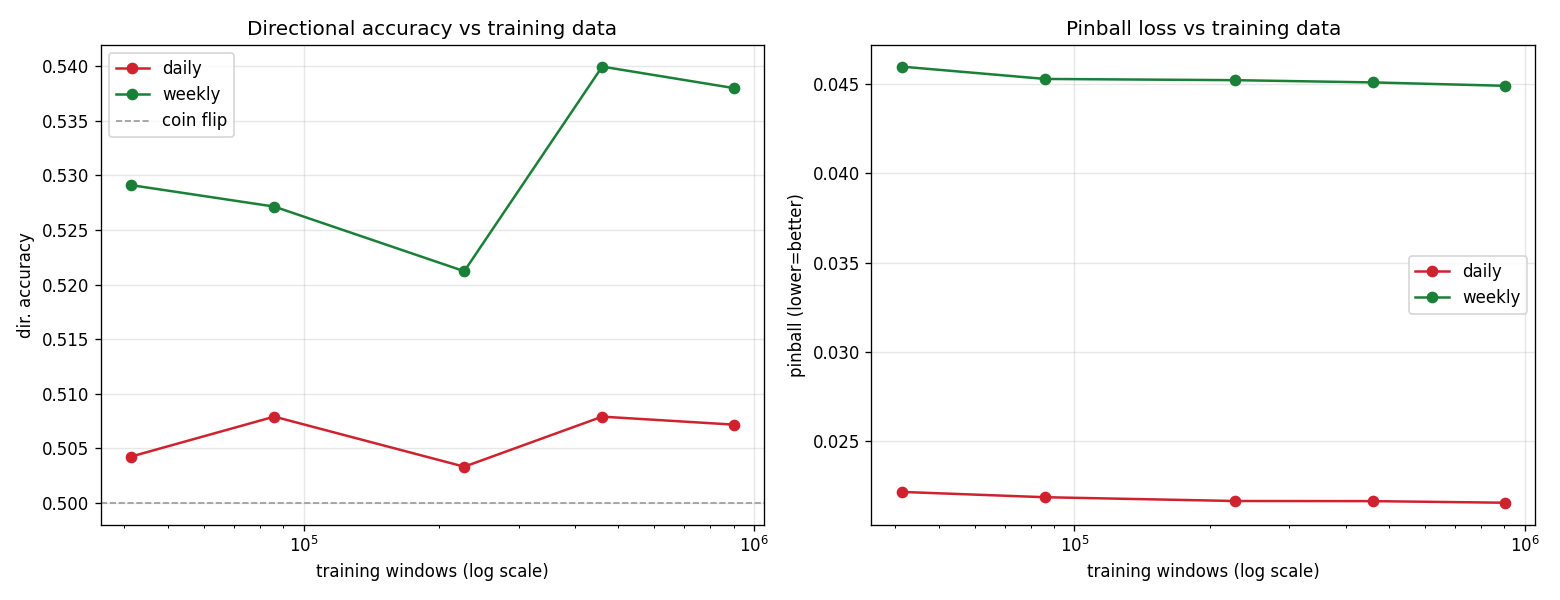 Directional accuracy vs training data
dir. accuracy
0.540
0.535
0.530
0.525
0.520
0.515
0.510
0.505
0.500
daily
weekly
coin flip
10^5
10^6
training windows (log scale)
Pinball loss vs training data
pinball (lower=better)
0.045
0.040
0.035
0.030
0.025
daily
weekly
10^5
10^6
training windows (log scale)